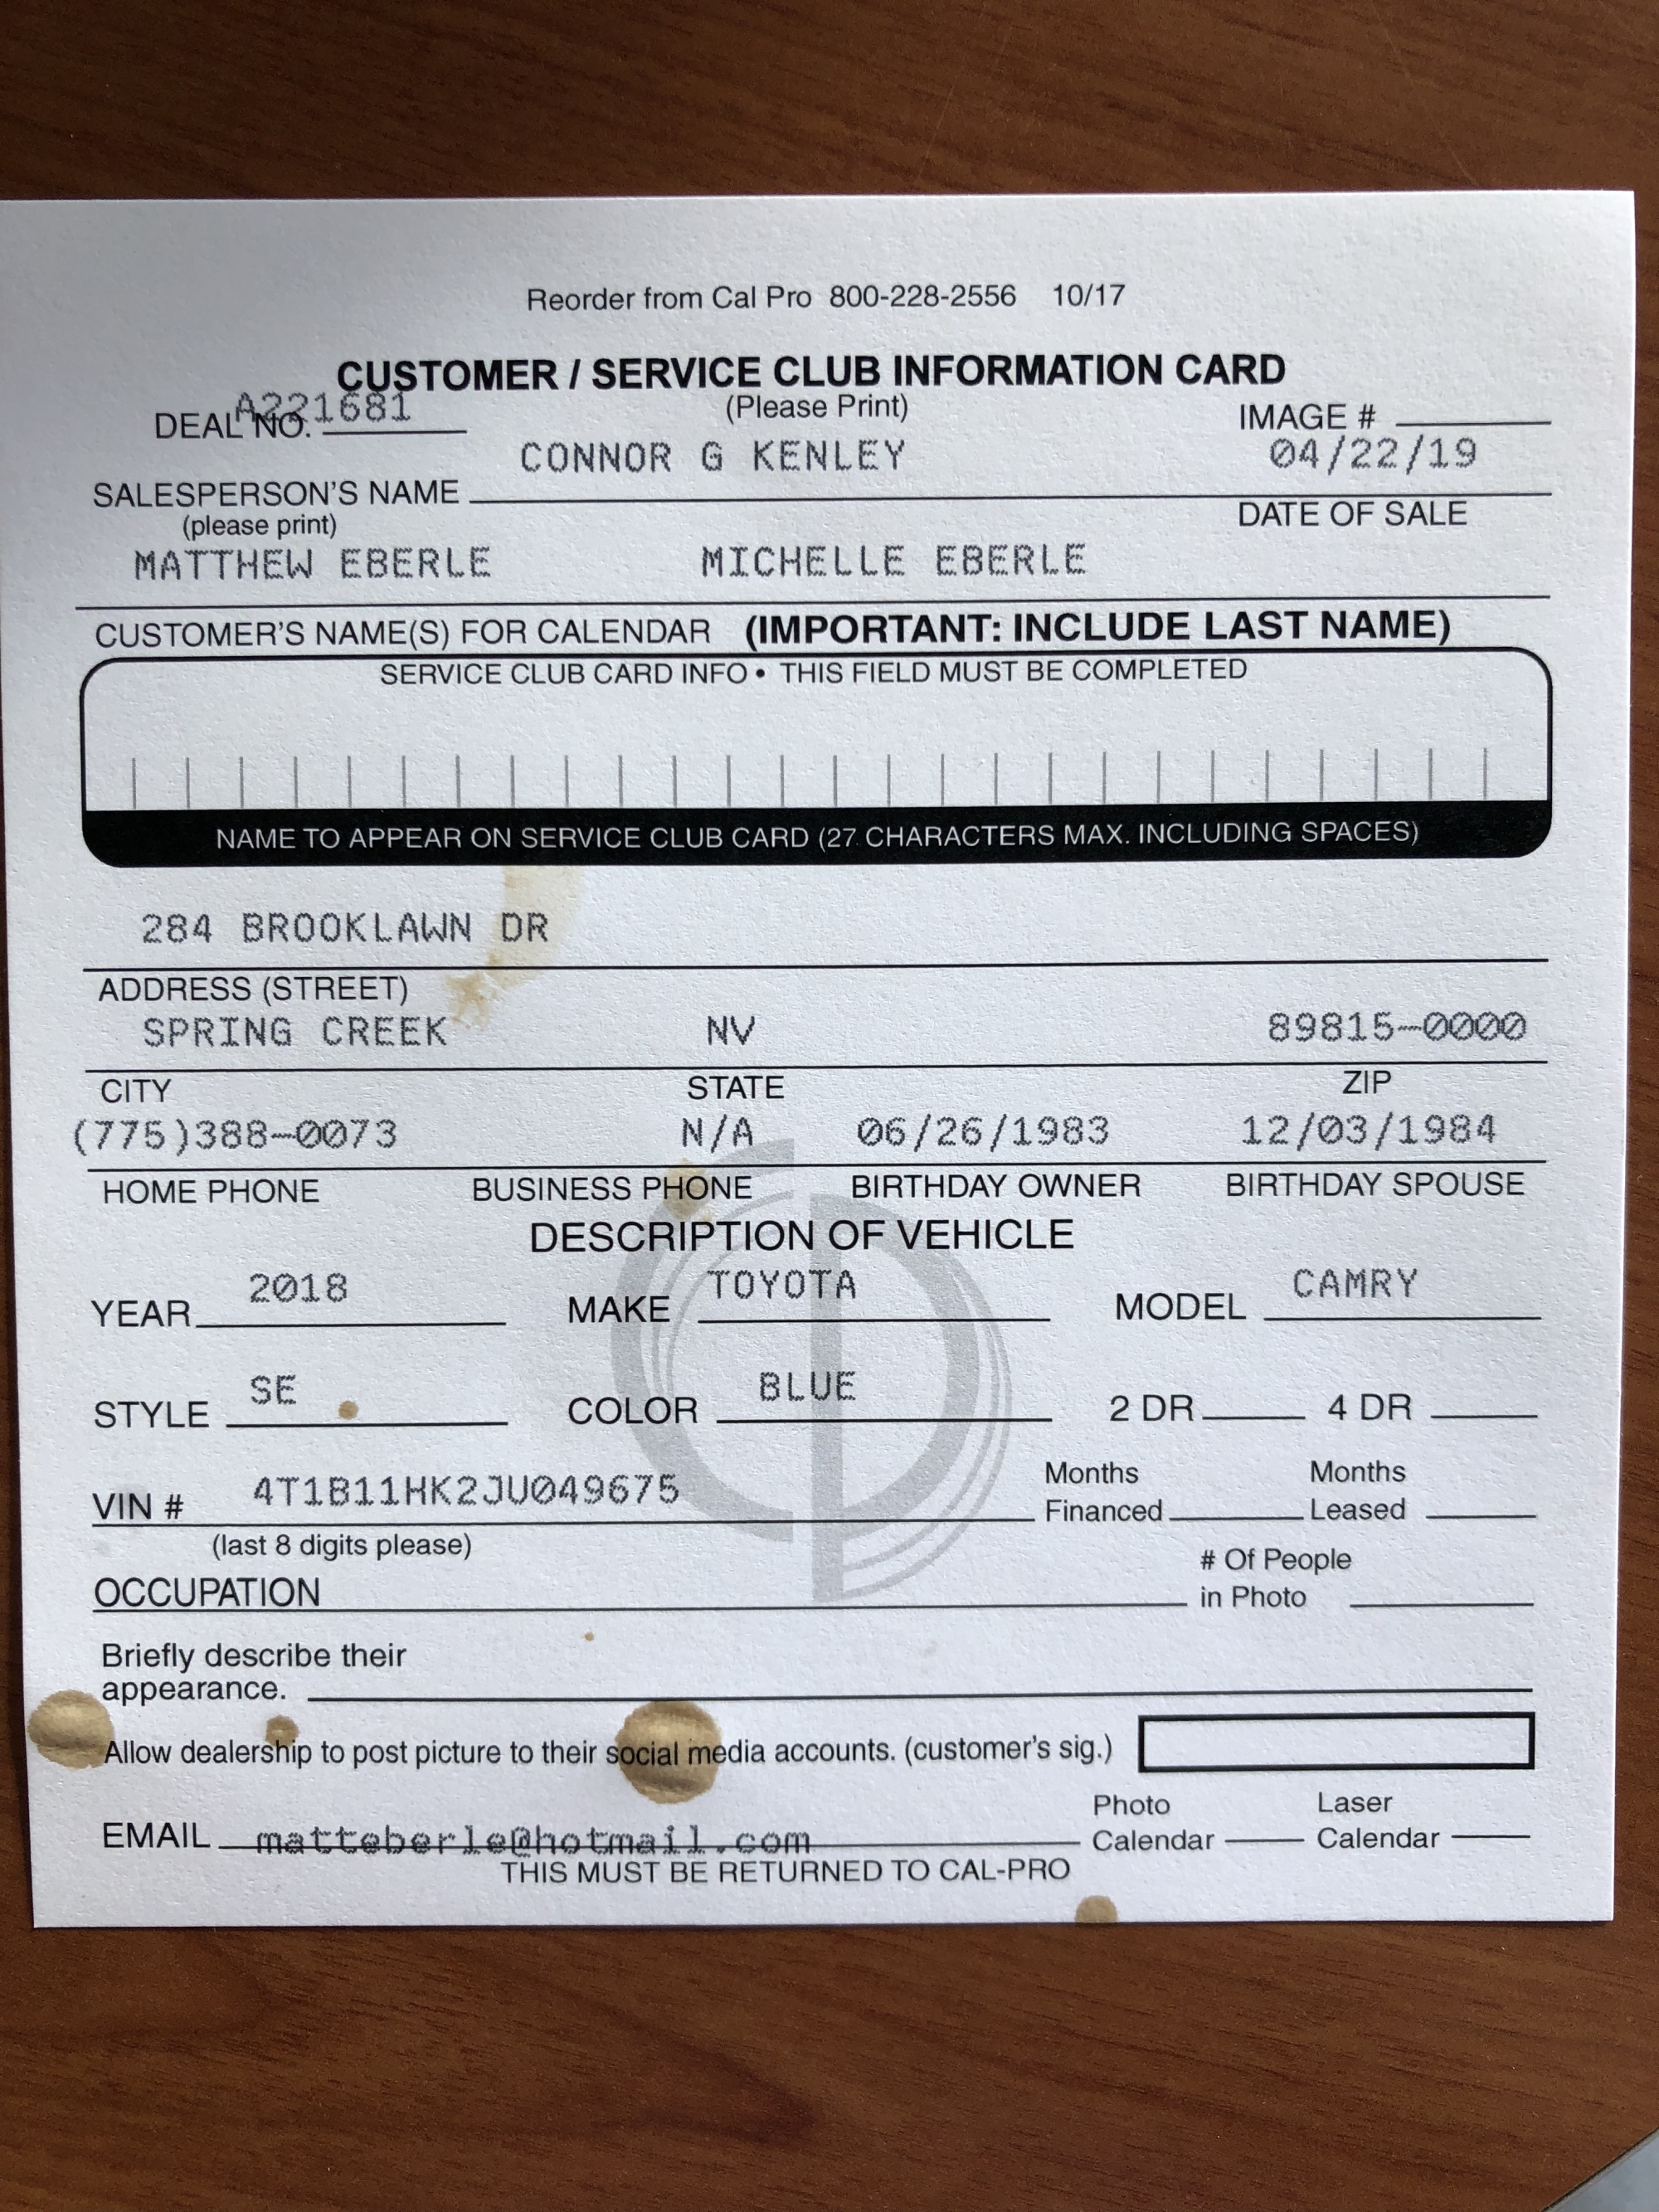 Reorder from Cal Pro 800-228-2556 10/17
CUSTOMER / SERVICE CLUB INFORMATION CARD
A221681
DEAL NO. (Please Print) IMAGE #
CONNOR G KENLEY 04/22/19
SALESPERSON'S NAME
(please print) DATE OF SALE
MATTHEW EBERLE MICHELLE EBERLE
CUSTOMER'S NAME(S) FOR CALENDAR (IMPORTANT: INCLUDE LAST NAME)
SERVICE CLUB CARD INFO • THIS FIELD MUST BE COMPLETED
NAME TO APPEAR ON SERVICE CLUB CARD (27 CHARACTERS MAX. INCLUDING SPACES)
284 BROOKLAWN DR
ADDRESS (STREET)
SPRING CREEK NV 89815-0000
CITY STATE ZIP
(775)388-0073 N/A 06/26/1983 12/03/1984
HOME PHONE BUSINESS PHONE BIRTHDAY OWNER BIRTHDAY SPOUSE
DESCRIPTION OF VEHICLE
YEAR 2018 MAKE TOYOTA MODEL CAMRY
STYLE SE COLOR BLUE 2 DR 4 DR
VIN # 4T1B11HK2JU049675 Months Financed Months Leased
(last 8 digits please)
OCCUPATION # Of People in Photo
Briefly describe their
appearance.
Allow dealership to post picture to their social media accounts. (customer's sig.)
EMAIL matteberle@hotmail.com Photo Calendar Laser Calendar
THIS MUST BE RETURNED TO CAL-PRO